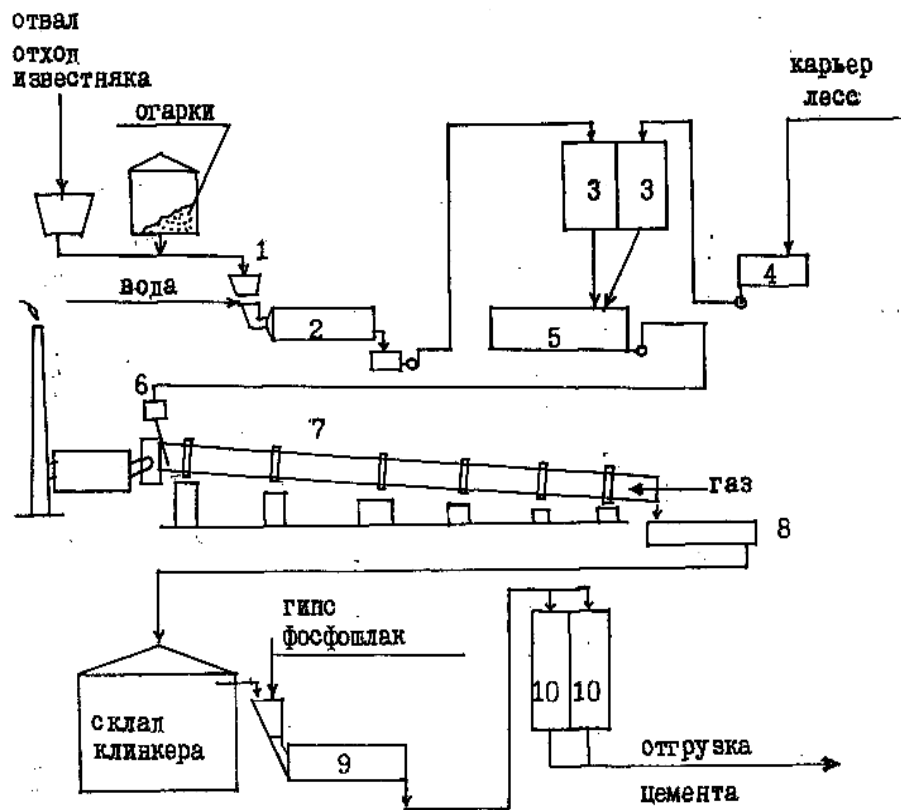 отвал
отход
известняка
огарки
карьер
лесс
1
вода
2
3 3
4
5
6
7
газ
8
гипс
фосфошлак
склад
клинкера
9
10 10
отгрузка
цемента